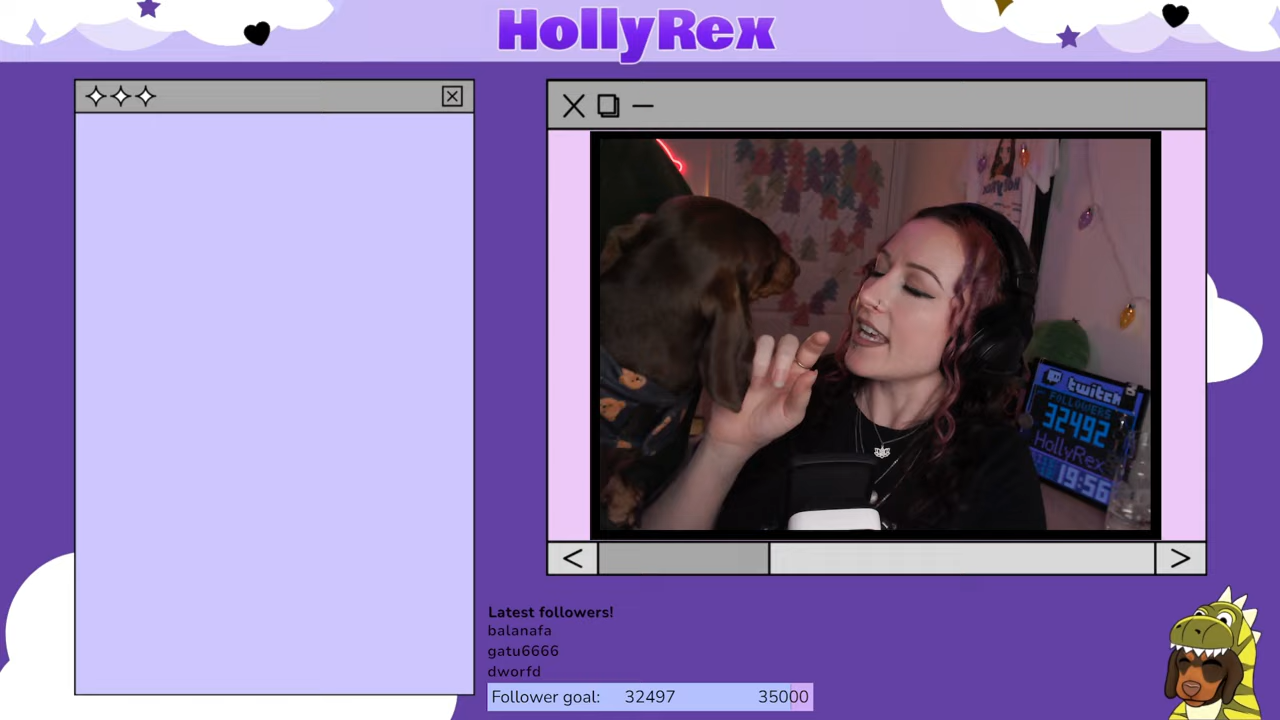 HollyRex
twitch
FOLLOWERS
32492
HollyRex
19:56
Latest followers!
balanafa
gatu6666
dworfd
Follower goal: 32497 35000